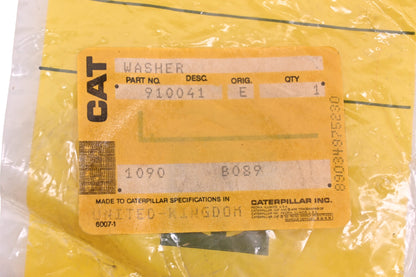 CAT
WASHER
PART NO. DESC. ORIG. QTY
910041 E 1
1090 B089
MADE TO CATERPILLAR SPECIFICATIONS IN
UNITED-KINGDOM
6007-1
CATERPILLAR INC.
89034975230